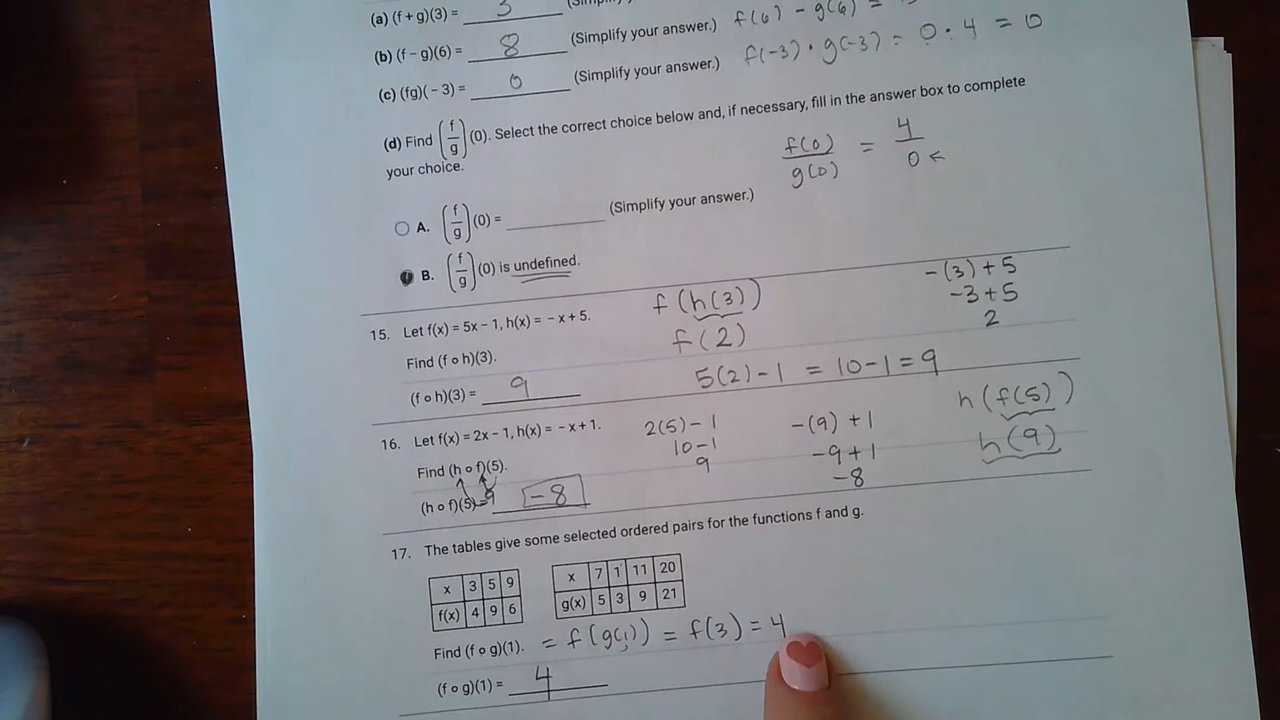 (a) (f + g)(3) = 3
(b) (f − g)(6) = 8 (Simplify your answer.) f(6) − g(6) =
(c) (fg)(− 3) = 0 (Simplify your answer.) f(-3) · g(-3) = 0 · 4 = 0
(d) Find (f/g)(0). Select the correct choice below and, if necessary, fill in the answer box to complete
your choice.
f(0)/g(0) = 4/0 <
A. (f/g)(0) = (Simplify your answer.)
B. (f/g)(0) is undefined.
15. Let f(x) = 5x − 1, h(x) = − x + 5.
Find (f o h)(3).
(f o h)(3) = 9
f(h(3))
f(2)
5(2)-1 = 10-1 = 9
-(3)+5
-3+5
2
16. Let f(x) = 2x − 1, h(x) = − x + 1.
Find (h o f)(5).
(h o f)(5) = 9 -8
2(5)-1
10-1
9
-(9)+1
-9+1
-8
h(f(5))
h(9)
17. The tables give some selected ordered pairs for the functions f and g.
x 3 5 9
f(x) 4 9 6
x 7 1 11 20
g(x) 5 3 9 21
Find (f o g)(1). = f(g(1)) = f(3) = 4
(f o g)(1) = 4